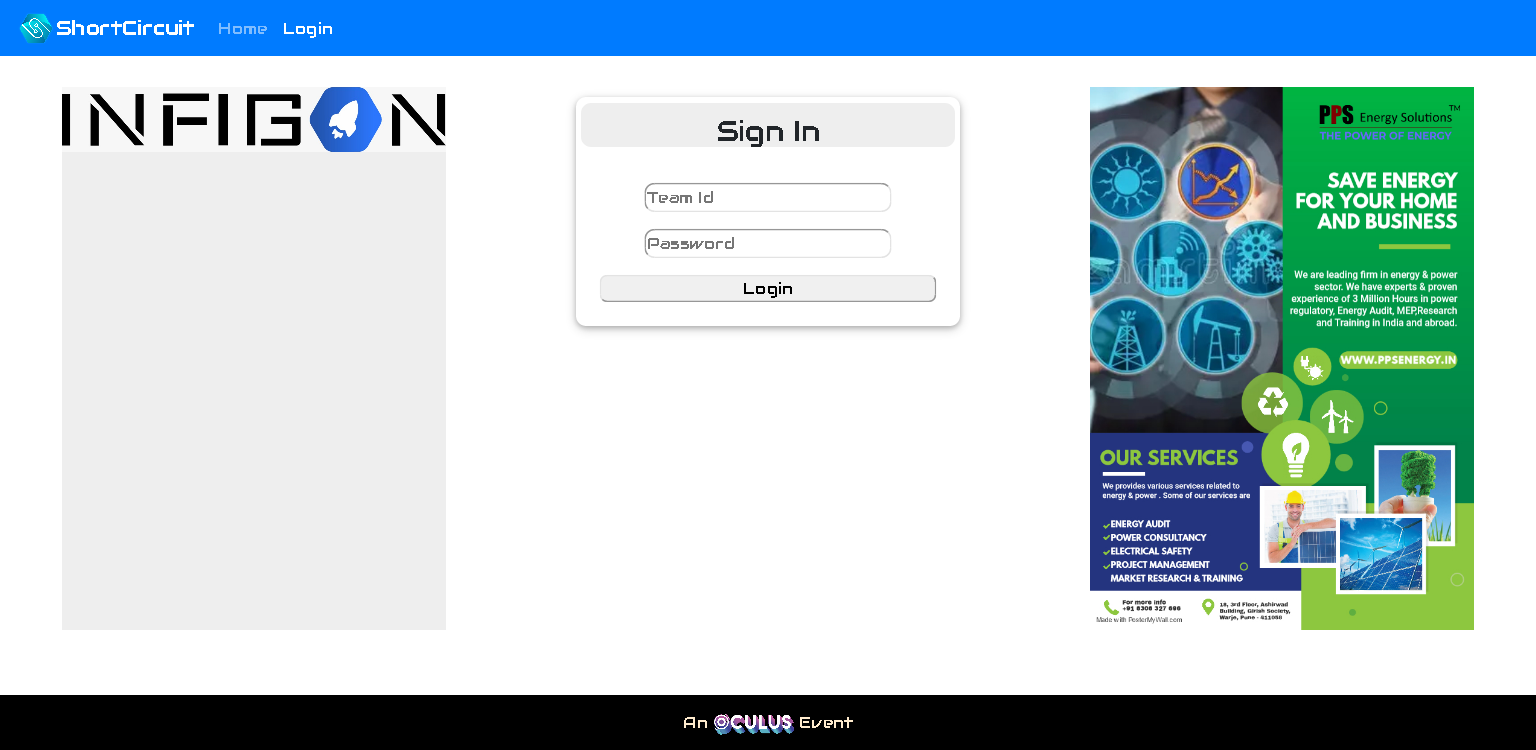 ShortCircuit Home Login
INFIGON
Sign In
Team Id
Password
Login
PPS Energy Solutions TM
THE POWER OF ENERGY
SAVE ENERGY
FOR YOUR HOME
AND BUSINESS
We are leading firm in energy & power
sector. We have experts & proven
experience of 3 Million Hours in power
regulatory, Energy Audit, MEP,Research
and Training in India and abroad.
WWW.PPSENERGY.IN
OUR SERVICES
We provides various services related to
energy & power . Some of our services are
ENERGY AUDIT
POWER CONSULTANCY
ELECTRICAL SAFETY
PROJECT MANAGEMENT
MARKET RESEARCH & TRAINING
For more info
+91 8308 327 686
18, 3rd Floor, Ashirwad
Building, Girish Society,
Warje, Pune - 411058
Made with PosterMyWall.com
An OCULUS Event